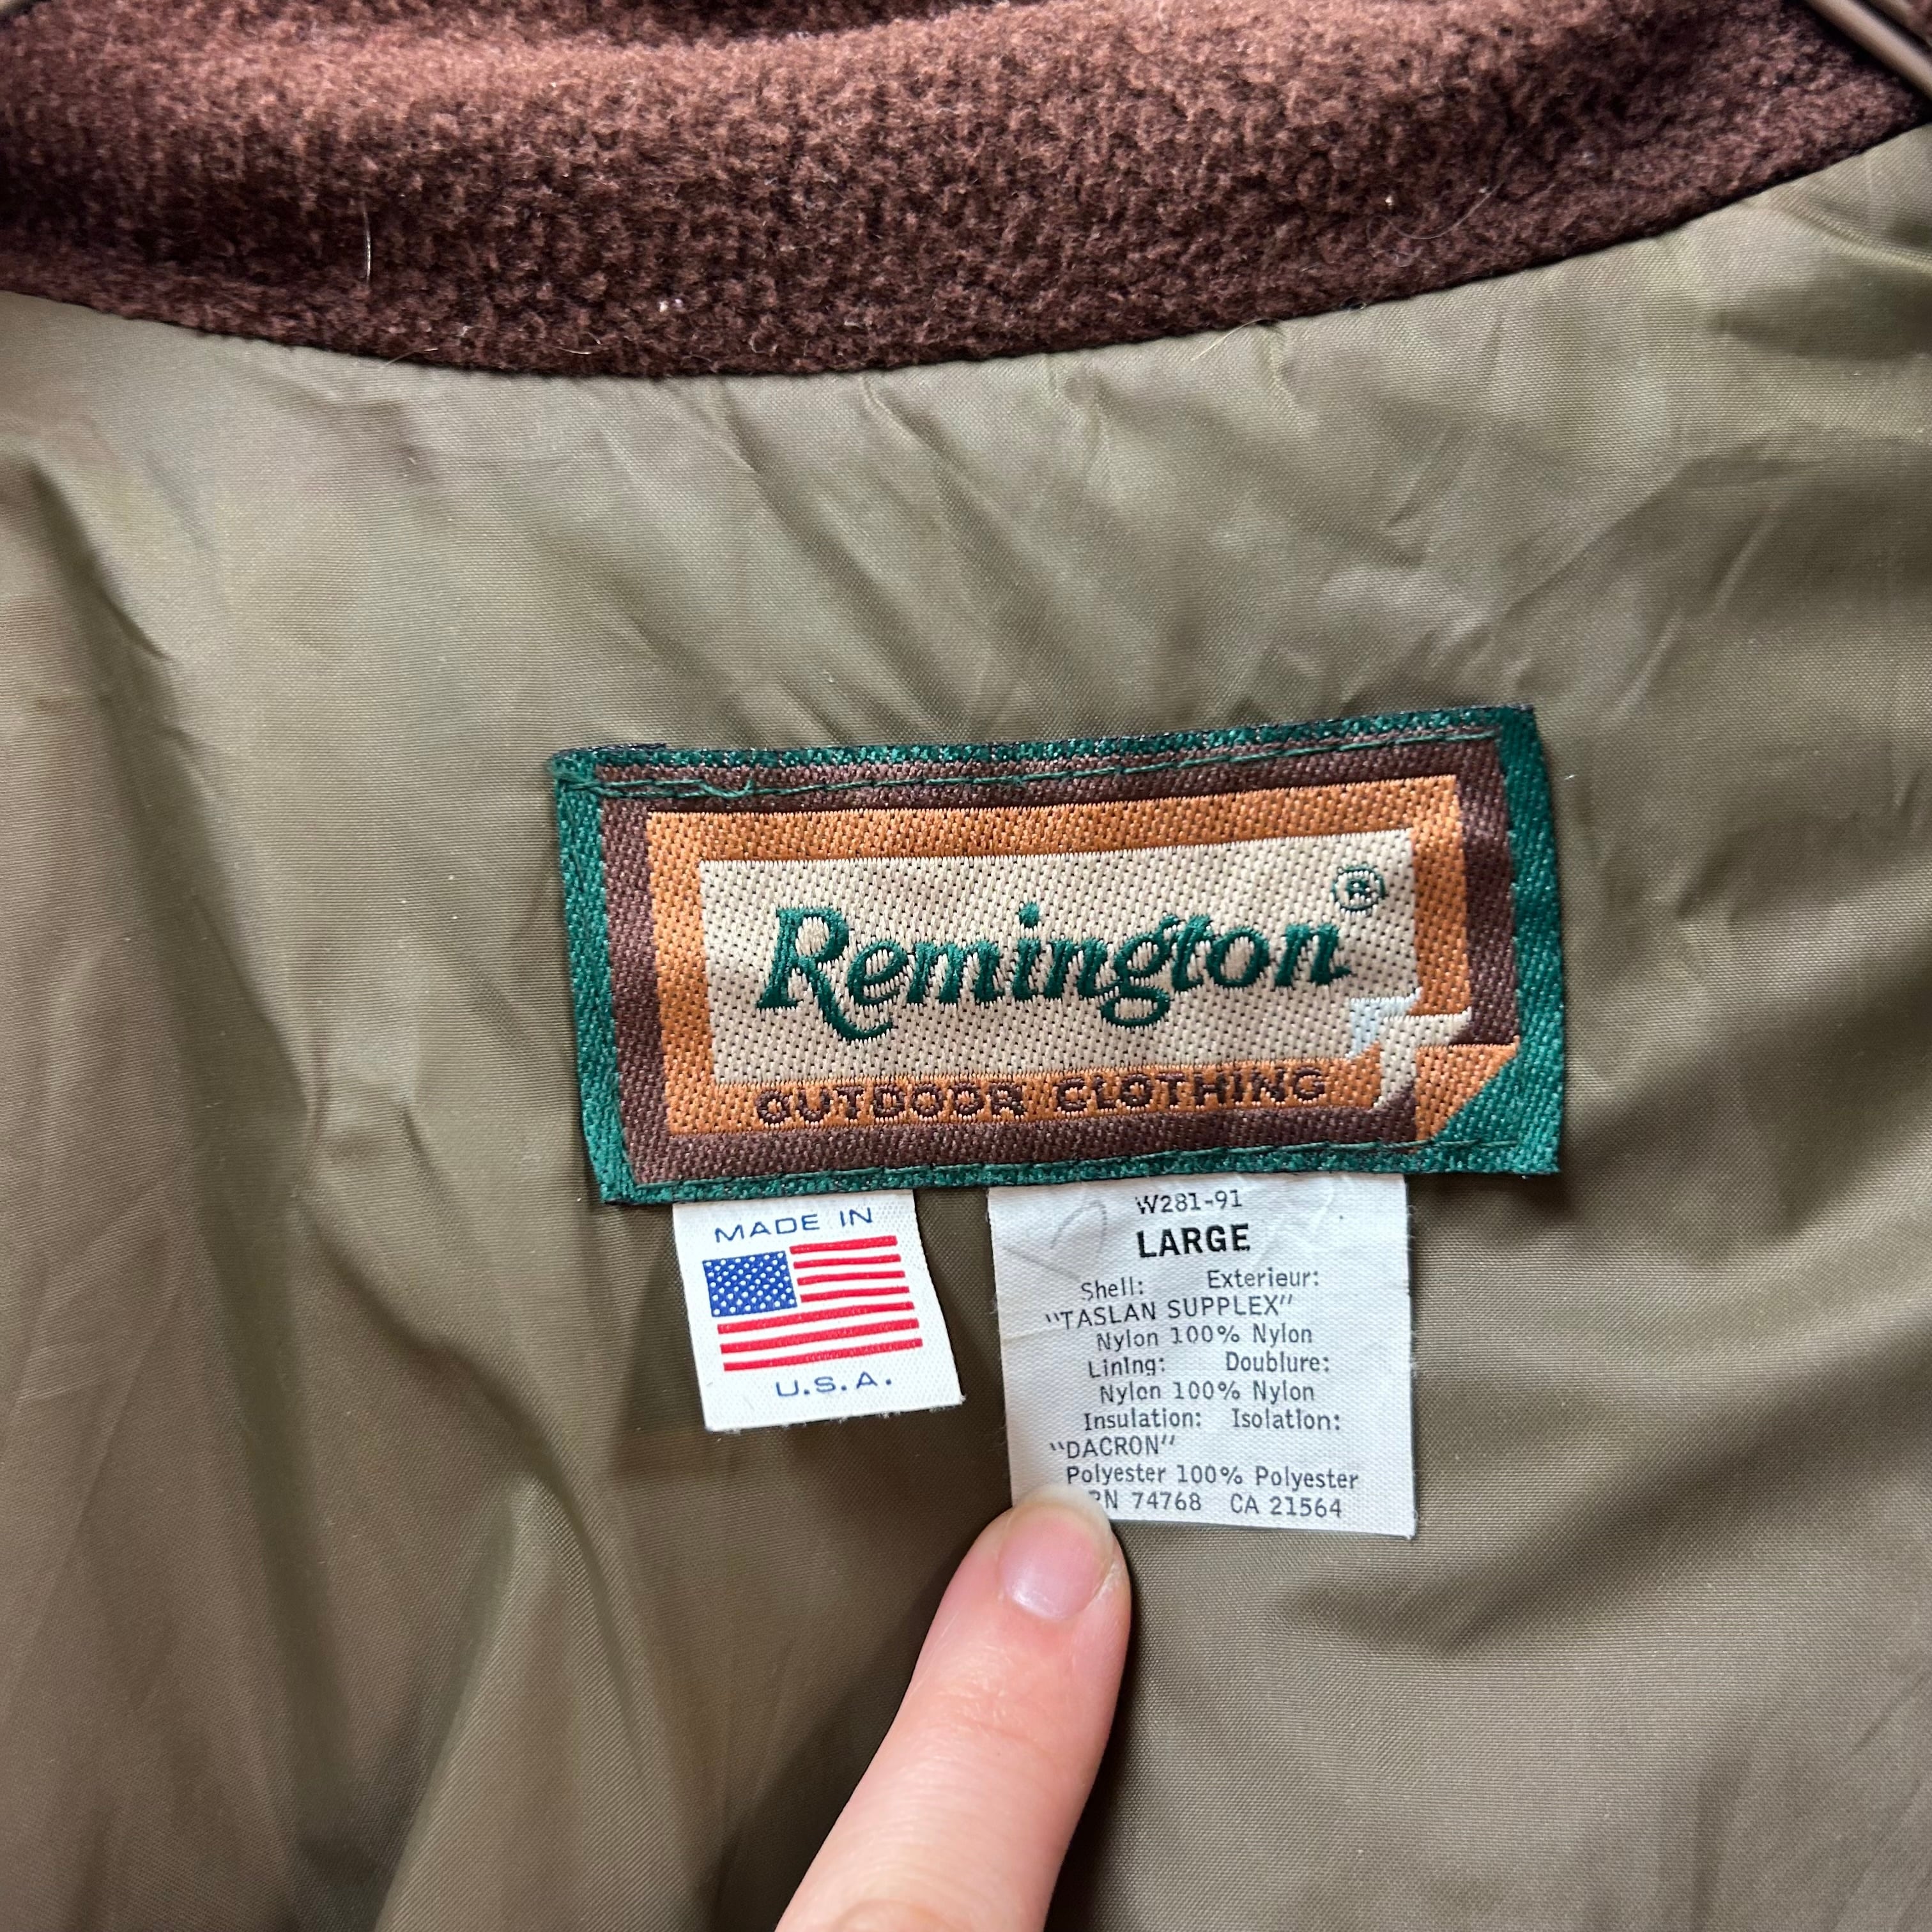 Remington®
OUTDOOR CLOTHING
MADE IN
U.S.A.
W281-91
LARGE
Shell: Exterieur:
"TASLAN SUPPLEX"
Nylon 100% Nylon
Lining: Doublure:
Nylon 100% Nylon
Insulation: Isolation:
"DACRON"
Polyester 100% Polyester
RN 74768 CA 21564